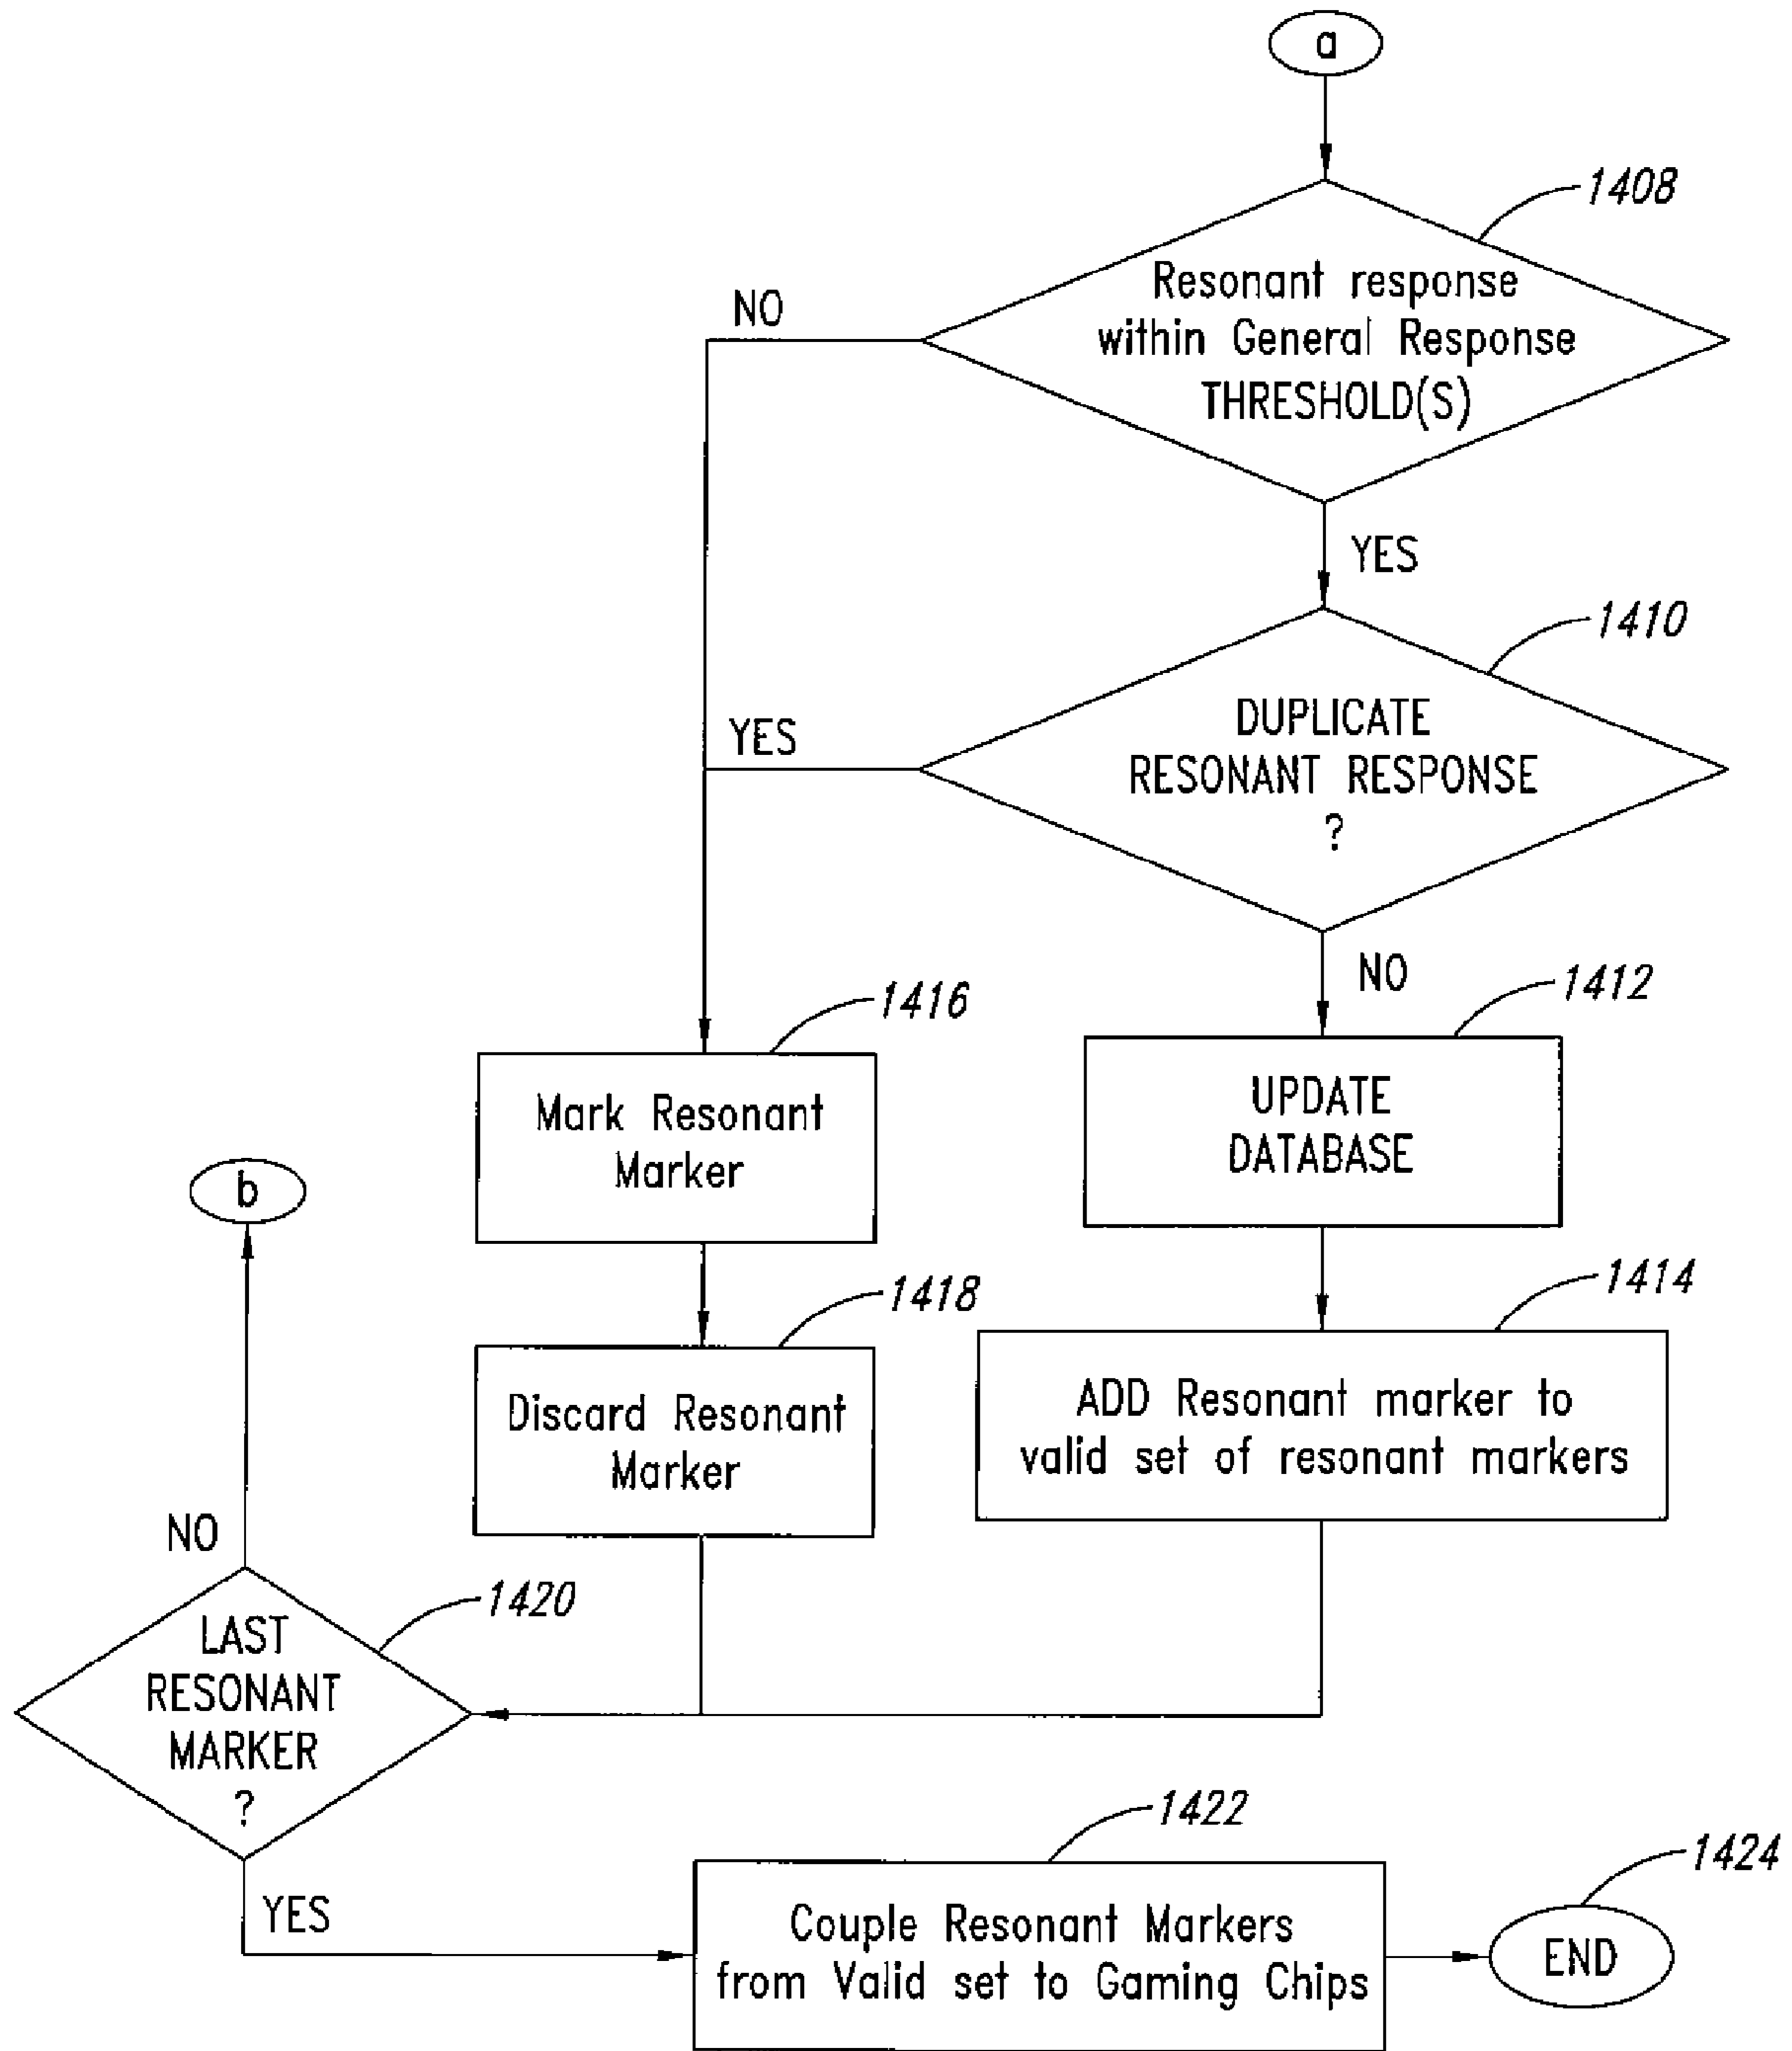 a
1408
Resonant response
within General Response
THRESHOLD(S)
NO
YES
1410
DUPLICATE
RESONANT RESPONSE
?
YES
NO
1412
UPDATE
DATABASE
1416
Mark Resonant
Marker
b
1414
ADD Resonant marker to
valid set of resonant markers
1418
Discard Resonant
Marker
NO
1420
LAST
RESONANT
MARKER
?
YES
1422
Couple Resonant Markers
from Valid set to Gaming Chips
1424
END